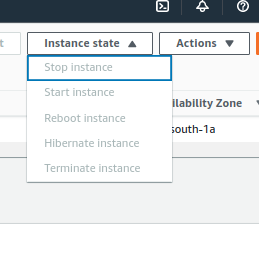 t
Instance state
Actions
Stop instance
Start instance
Reboot instance
Hibernate instance
Terminate instance
ilability Zone
south-1a